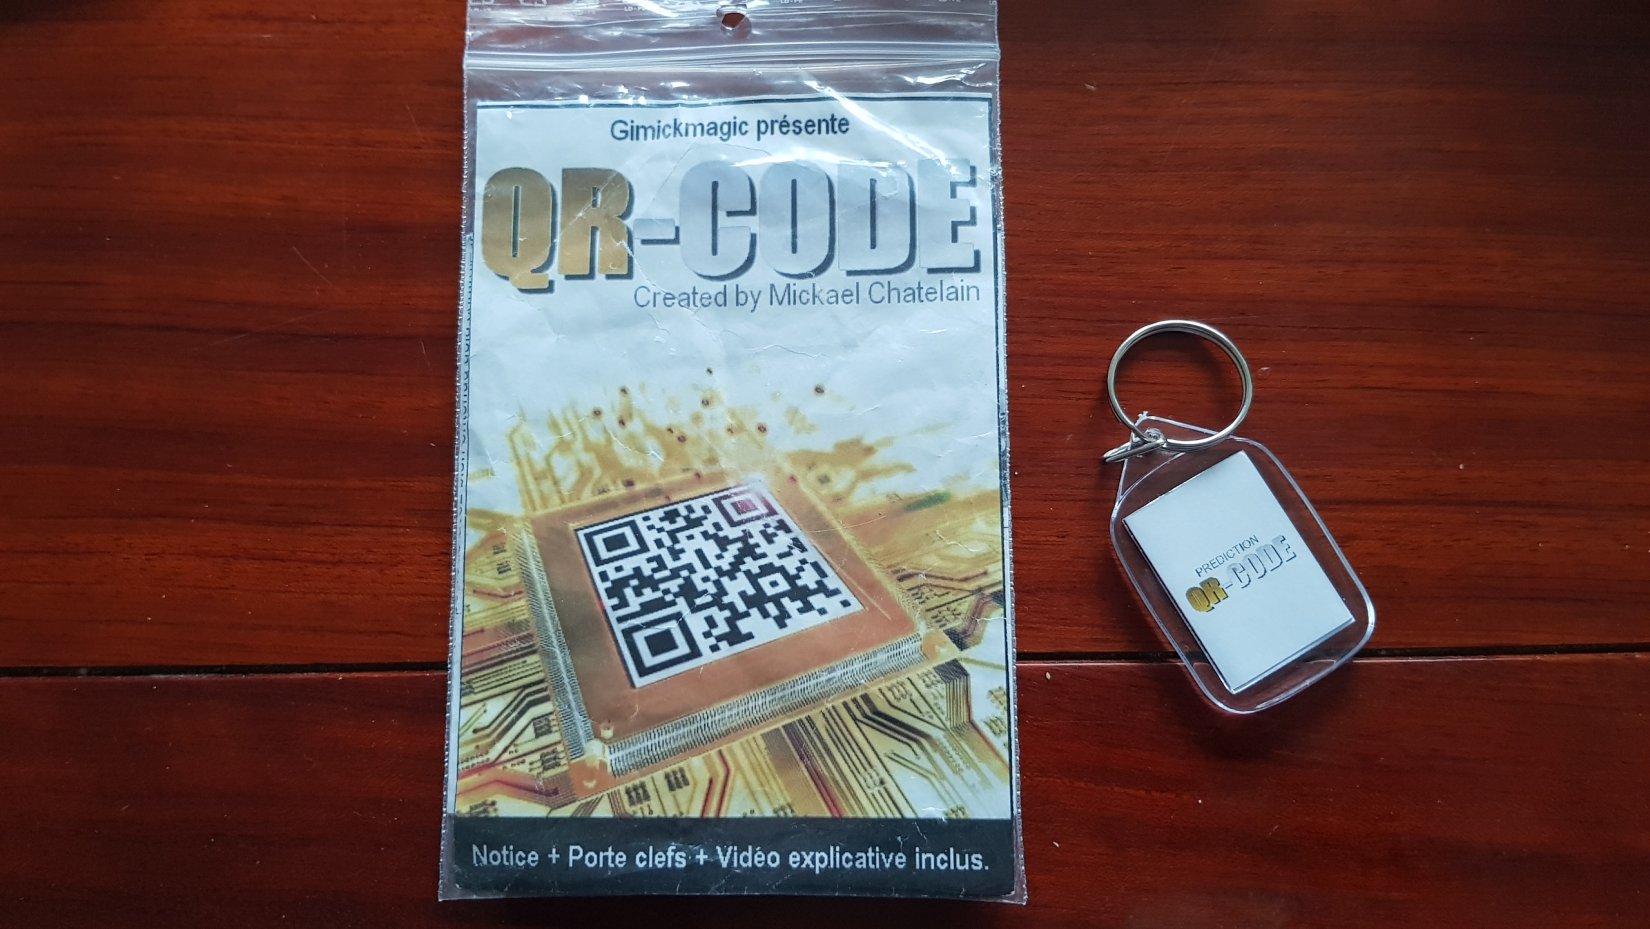 Gimickmagic présente
QR-CODE
Created by Mickael Chatelain
Notice + Porte clefs + Vidéo explicative inclus.
PREDICTION
QR-CODE